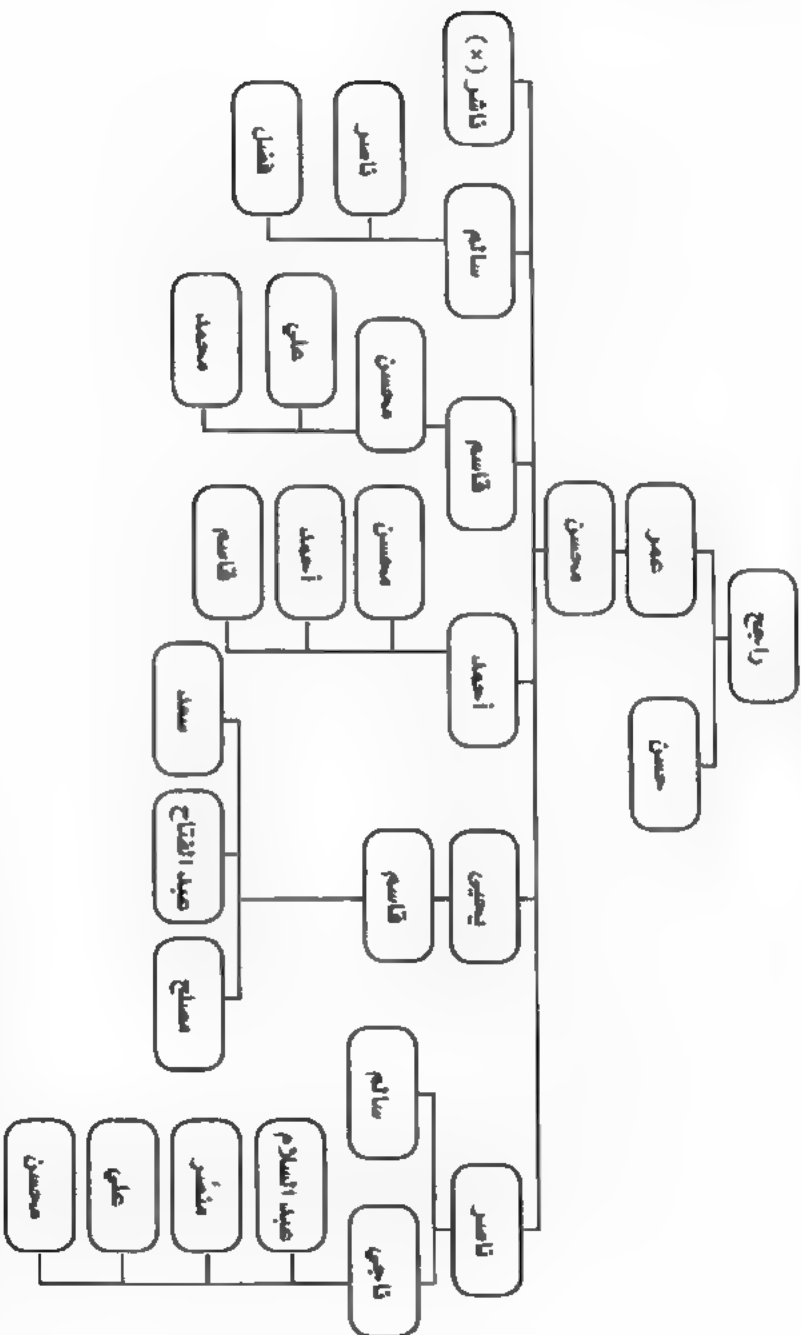 راجح
عمر
حسن
محسن
ناشر (x)
سالم
قاسم
أحمد
يحيى
ناصر
ناصر
فضل
محسن
علي
محمد
محسن
أحمد
قاسم
قاسم
سعد
عبد الفتاح
مصلح
سالم
ناجي
عبد السلام
منصر
علي
محسن